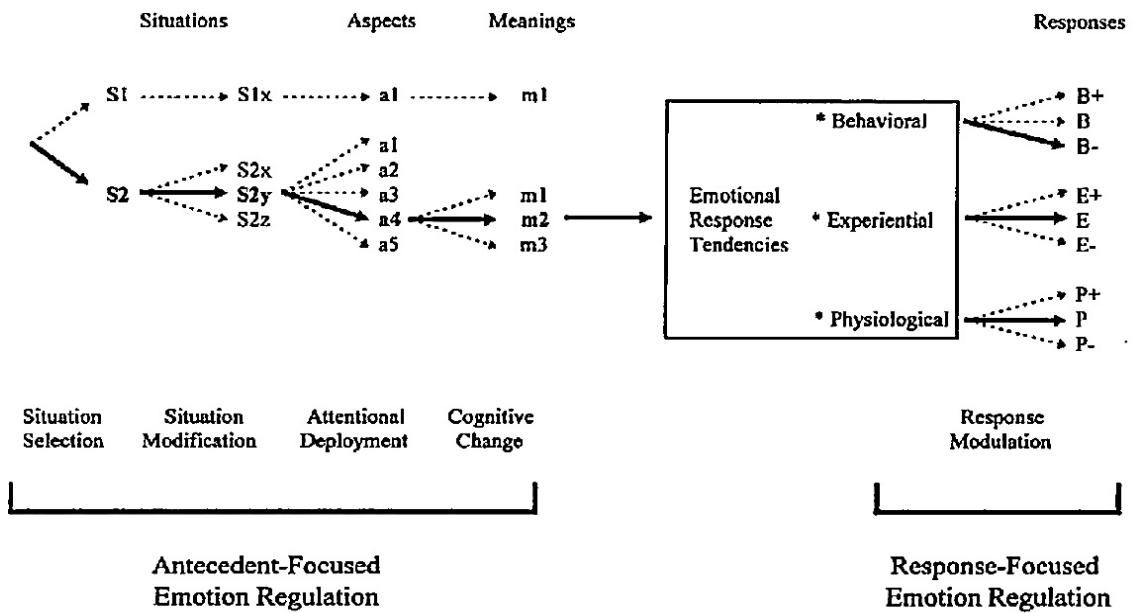 Situations Aspects Meanings Responses
S1 S1x a1 m1
B+
* Behavioral B
B-
a1
S2x a2
S2 S2y a3 m1
S2z a4 m2
a5 m3
Emotional
Response
Tendencies
E+
* Experiential E
E-
P+
* Physiological P
P-
Situation
Selection
Situation
Modification
Attentional
Deployment
Cognitive
Change
Response
Modulation
Antecedent-Focused
Emotion Regulation
Response-Focused
Emotion Regulation